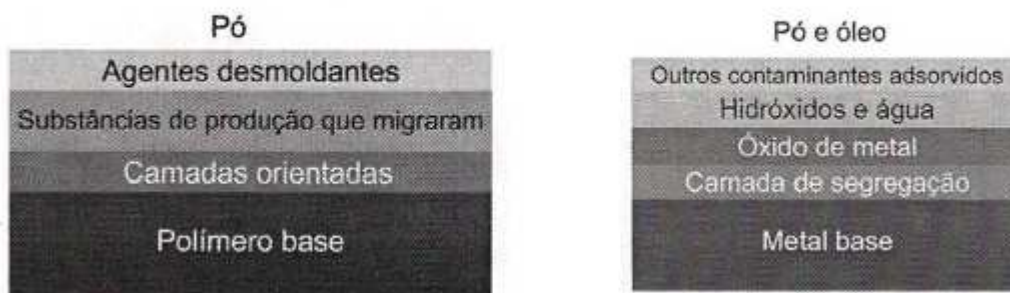 Pó
Agentes desmoldantes
Substâncias de produção que migraram
Camadas orientadas
Polímero base
Pó e óleo
Outros contaminantes adsorvidos
Hidróxidos e água
Óxido de metal
Camada de segregação
Metal base